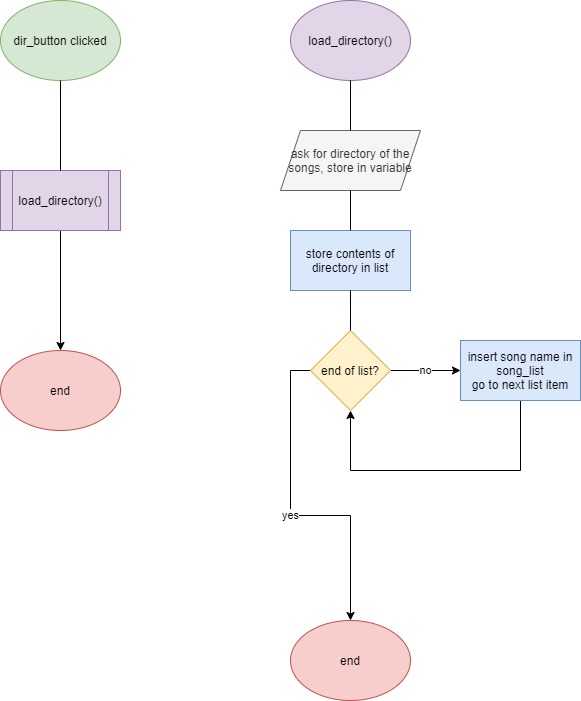 dir_button clicked
load_directory()
end
load_directory()
ask for directory of the
songs, store in variable
store contents of
directory in list
end of list?
no
insert song name in
song_list
go to next list item
yes
end